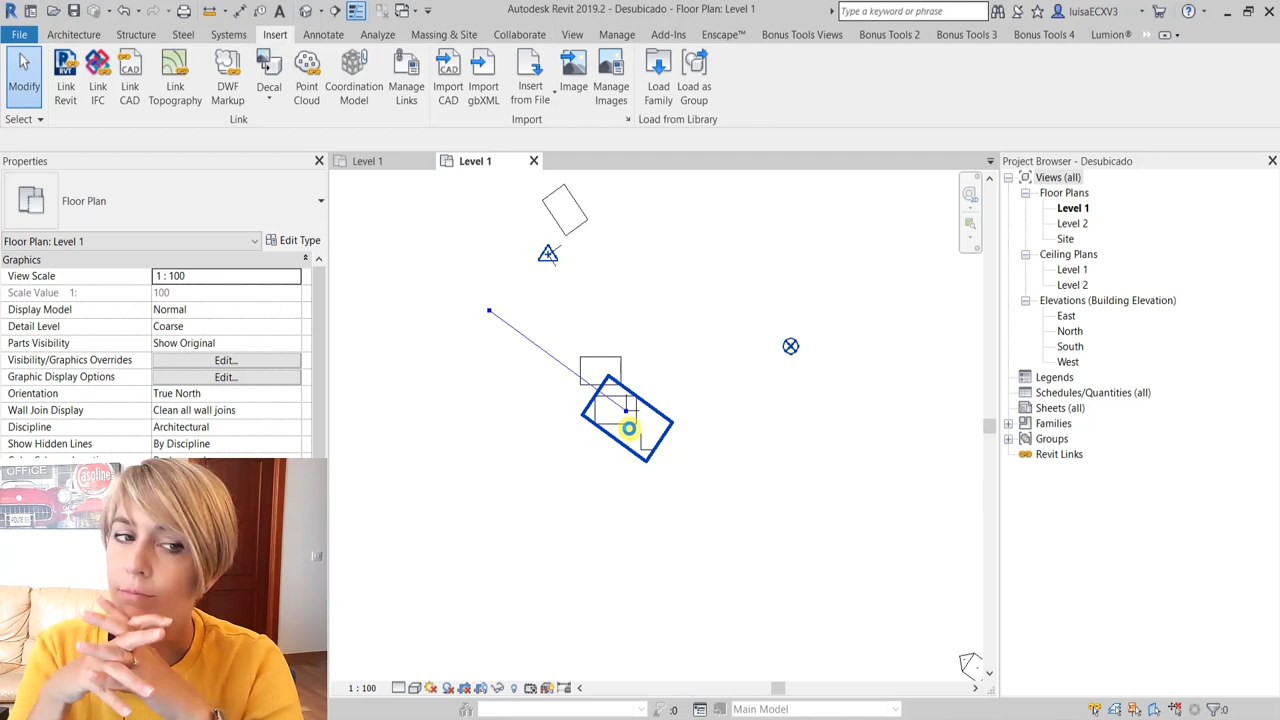 Autodesk Revit 2019.2 - Desubicado - Floor Plan: Level 1
Type a keyword or phrase
luisaECXV3
File Architecture Structure Steel Systems Insert Annotate Analyze Massing & Site Collaborate View Manage Add-Ins Enscape™ Bonus Tools Views Bonus Tools 2 Bonus Tools 3 Bonus Tools 4 Lumion®
Modify
RVT
IFC
CAD
CAD
Link Revit
Link IFC
Link CAD
Link Topography
DWF Markup
Decal
Point Cloud
Coordination Model
Manage Links
Import CAD
Import gbXML
Insert from File
Image
Manage Images
Load Family
Load as Group
Select
Link
Import
Load from Library
Properties
Level 1
Level 1
Project Browser - Desubicado
Floor Plan
Floor Plan: Level 1
Edit Type
Graphics
View Scale 1 : 100
Scale Value 1: 100
Display Model Normal
Detail Level Coarse
Parts Visibility Show Original
Visibility/Graphics Overrides Edit...
Graphic Display Options Edit...
Orientation True North
Wall Join Display Clean all wall joins
Discipline Architectural
Show Hidden Lines By Discipline
Views (all)
Floor Plans
Level 1
Level 2
Site
Ceiling Plans
Level 1
Level 2
Elevations (Building Elevation)
East
North
South
West
Legends
Schedules/Quantities (all)
Sheets (all)
Families
Groups
Revit Links
OFFICE
Gasoline
1 : 100
:0
Main Model
:0